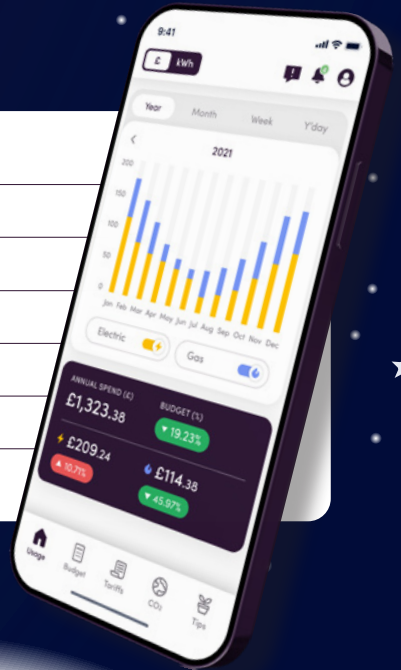 9:41
£ kWh
Year Month Week Y'day
2021
200
150
100
50
0
Jan Feb Mar Apr May Jun Jul Aug Sep Oct Nov Dec
Electric Gas
ANNUAL SPEND (£) BUDGET (%)
£1,323.38 ▼ 19.23%
£209.24 £114.38
▲ 10.71% ▼ 45.97%
Usage Budget Tariffs CO2 Tips